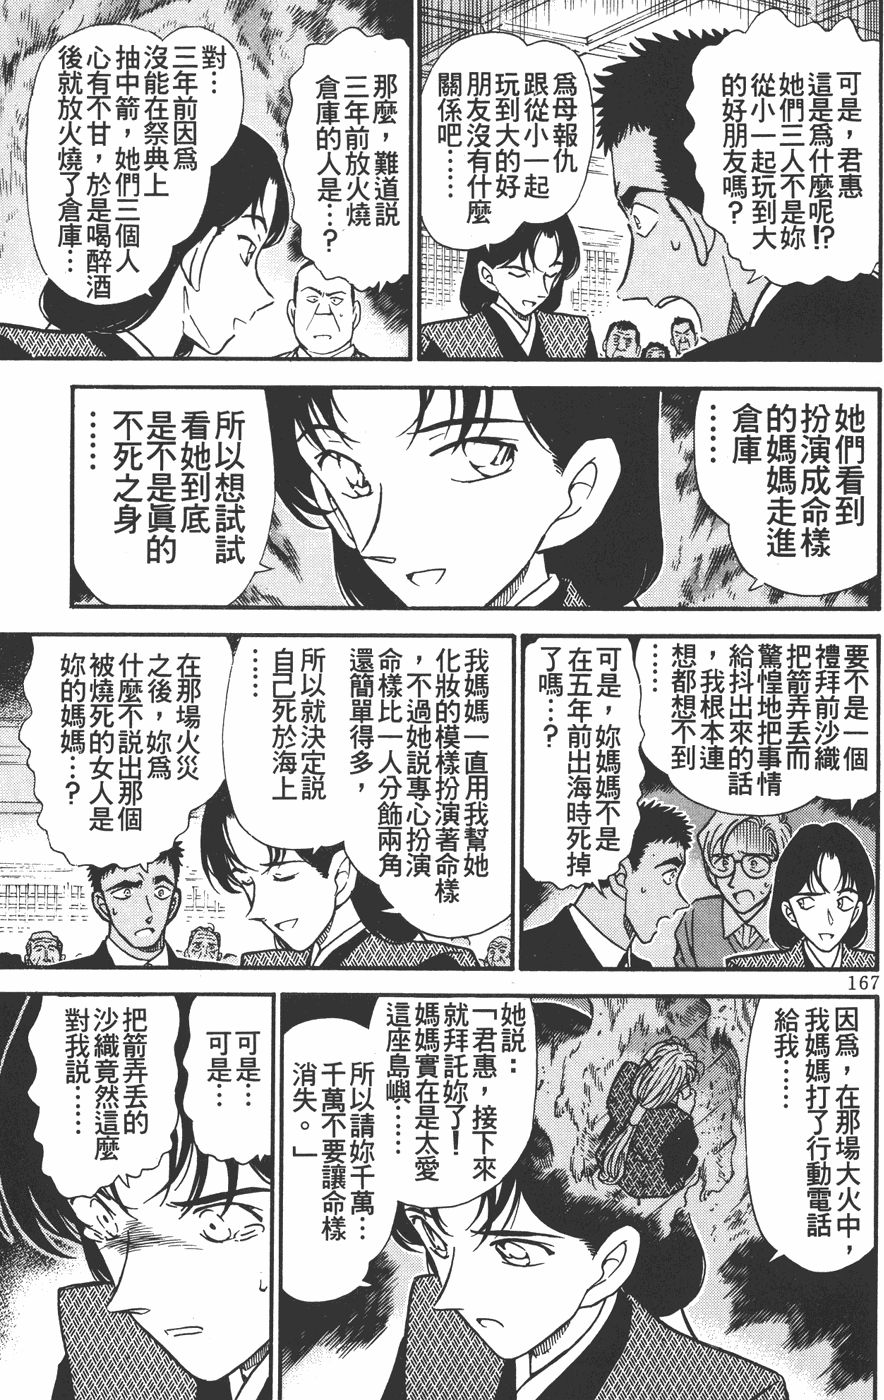 可是，君惠
這是為什麼呢!?
她們三人不是妳
從小一起玩到大
的好朋友嗎？
為母報仇
跟從小一起
玩到大的好
朋友沒有什麼
關係吧……
那麼，難道說
三年前放火燒
倉庫的人是…？
對…
三年前因為
沒能在祭典上
抽中箭，她們三個人
心有不甘，於是喝醉酒
後就放火燒了倉庫…
她們看到
扮演成命樣
的媽媽走進
倉庫
……
所以想試試
看她到底
是不是眞的
不死之身
……
要不是一個
禮拜前沙織
把箭弄丟而
驚惶地把事情
給抖出來的話
，我根本連
想都想不到
……
可是，妳媽媽不是
在五年前出海時死掉
了嗎…？
我媽媽一直用我幫她
化妝的模樣扮演著命樣
，不過她說專心扮演
命樣比一人分飾兩角
還簡單得多，
所以就決定說
自己死於海上
……
在那場火災
之後，妳為
什麼不說出那個
被燒死的女人是
妳的媽媽…？
167
因為，在那場大火中，
我媽媽打了行動電話
給我……
她說：
「君惠，接下來
就拜託妳了！
媽媽實在是太愛
這座島嶼……
所以請妳千萬…
千萬不要讓命樣
消失。」
可是…
可是…
把箭弄丟的
沙織竟然這麼
對我說……